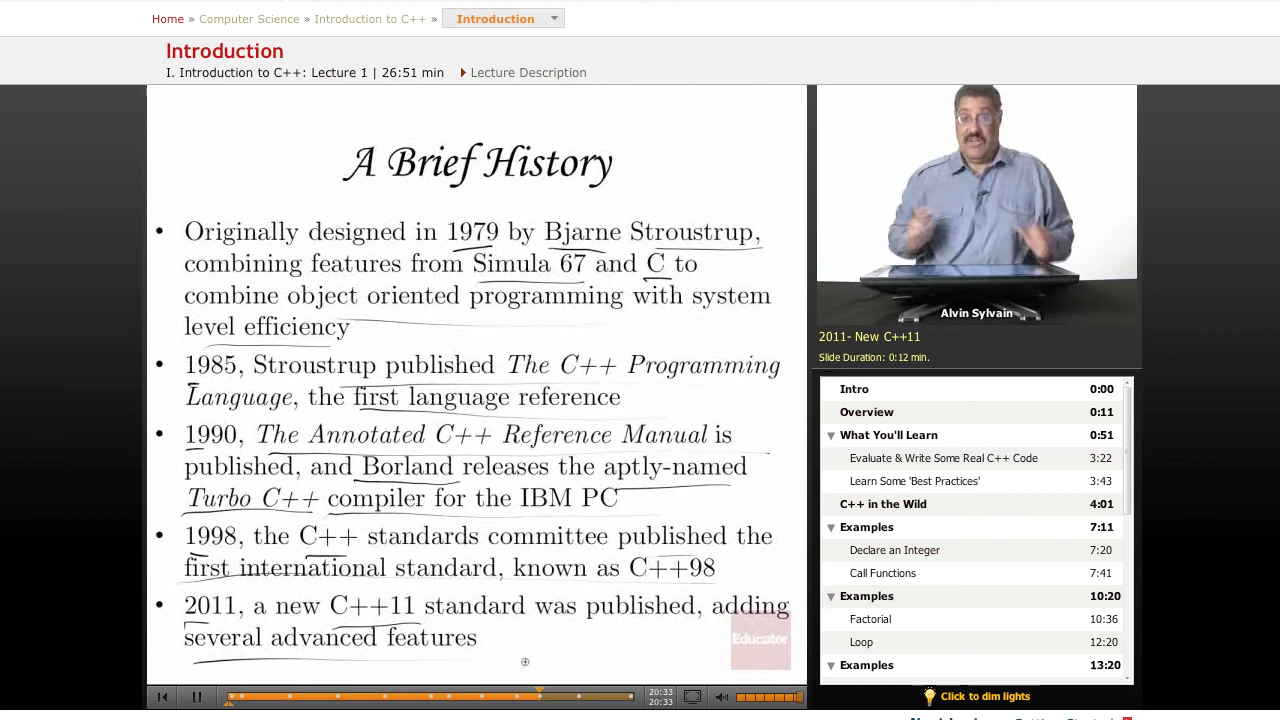 Home » Computer Science » Introduction to C++ » Introduction
Introduction
I. Introduction to C++: Lecture 1 | 26:51 min Lecture Description
A Brief History
• Originally designed in 1979 by Bjarne Stroustrup,
combining features from Simula 67 and C to
combine object oriented programming with system
level efficiency
• 1985, Stroustrup published The C++ Programming
Language, the first language reference
• 1990, The Annotated C++ Reference Manual is
published, and Borland releases the aptly-named
Turbo C++ compiler for the IBM PC
• 1998, the C++ standards committee published the
first international standard, known as C++98
• 2011, a new C++11 standard was published, adding
several advanced features
Educator
20:33
20:33
Alvin Sylvain
2011- New C++11
Slide Duration: 0:12 min.
Intro 0:00
Overview 0:11
What You'll Learn 0:51
Evaluate & Write Some Real C++ Code 3:22
Learn Some 'Best Practices' 3:43
C++ in the Wild 4:01
Examples 7:11
Declare an Integer 7:20
Call Functions 7:41
Examples 10:20
Factorial 10:36
Loop 12:20
Examples 13:20
Click to dim lights